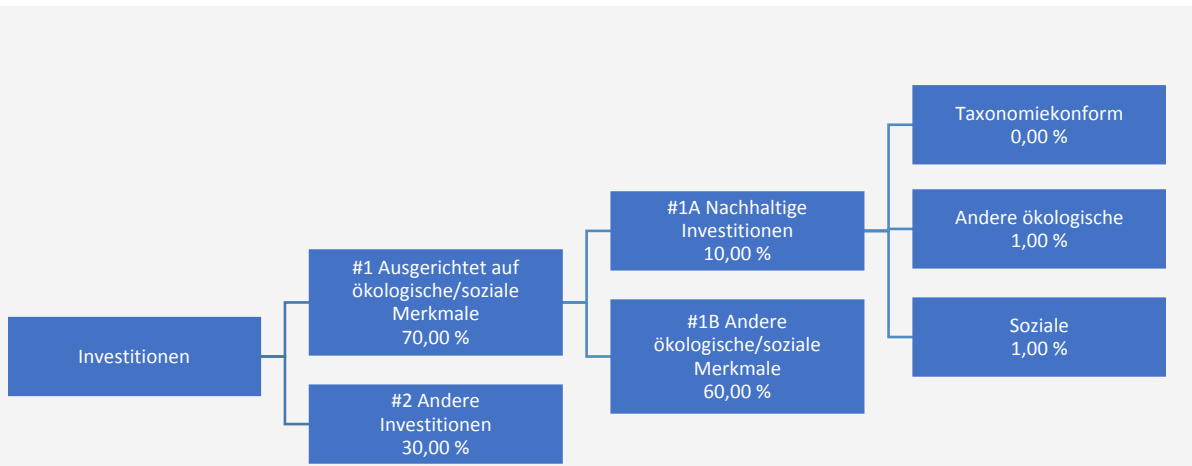 Investitionen
#1 Ausgerichtet auf
ökologische/soziale
Merkmale
70,00 %
#2 Andere
Investitionen
30,00 %
#1A Nachhaltige
Investitionen
10,00 %
#1B Andere
ökologische/soziale
Merkmale
60,00 %
Taxonomiekonform
0,00 %
Andere ökologische
1,00 %
Soziale
1,00 %